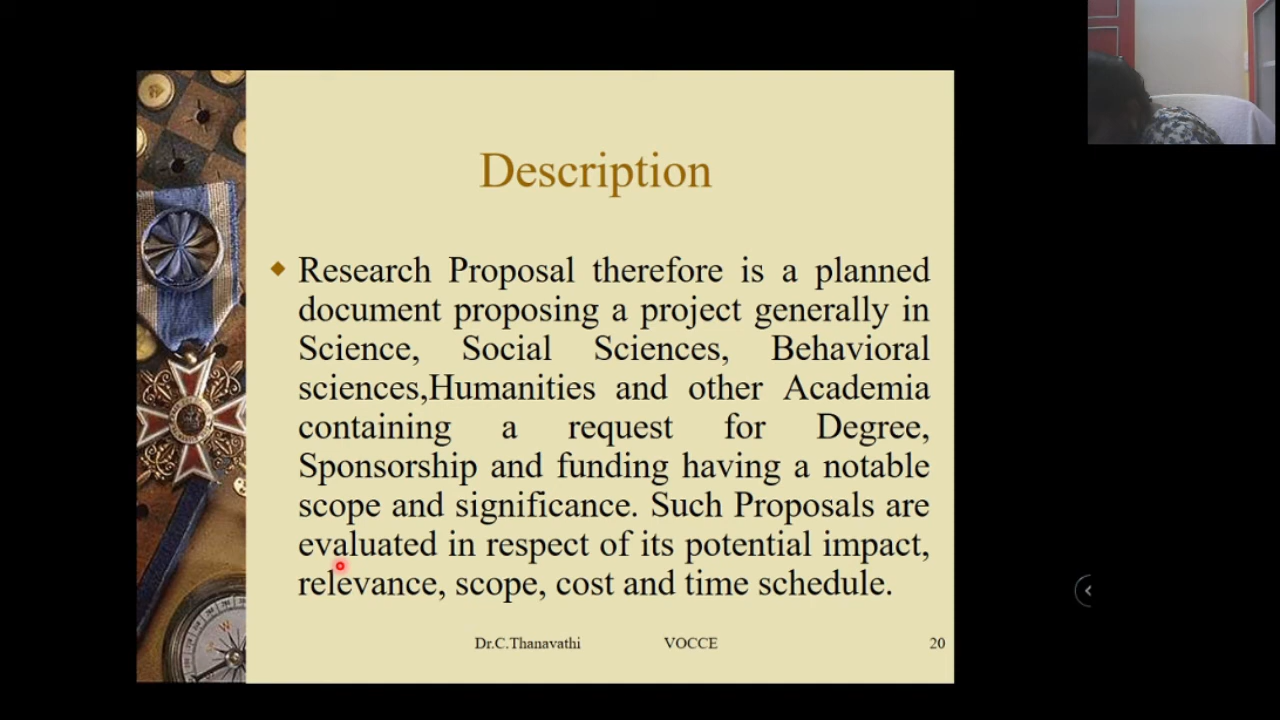 Description
Research Proposal therefore is a planned
document proposing a project generally in
Science, Social Sciences, Behavioral
sciences,Humanities and other Academia
containing a request for Degree,
Sponsorship and funding having a notable
scope and significance. Such Proposals are
evaluated in respect of its potential impact,
relevance, scope, cost and time schedule.
Dr.C.Thanavathi VOCCE 20